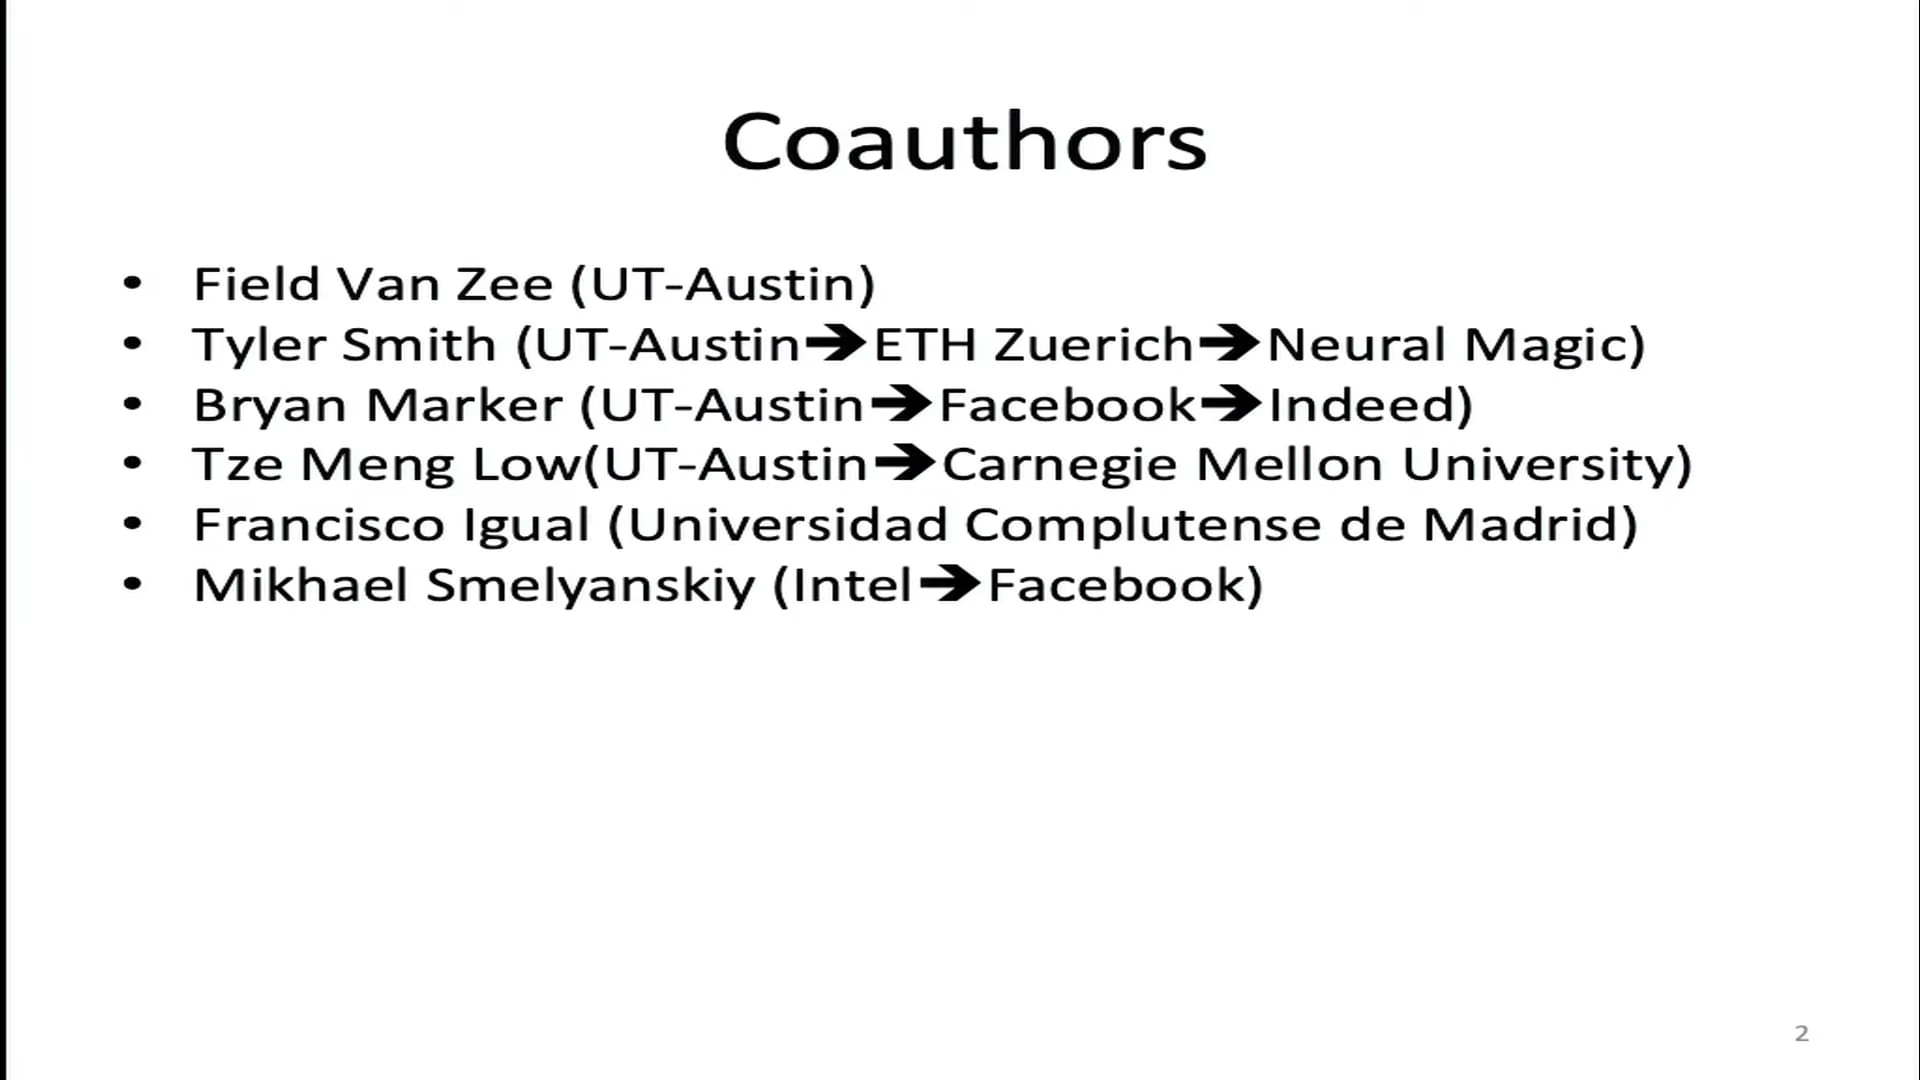 Coauthors
• Field Van Zee (UT-Austin)
• Tyler Smith (UT-Austin➔ETH Zuerich➔Neural Magic)
• Bryan Marker (UT-Austin➔Facebook➔Indeed)
• Tze Meng Low(UT-Austin➔Carnegie Mellon University)
• Francisco Igual (Universidad Complutense de Madrid)
• Mikhael Smelyanskiy (Intel➔Facebook)
2